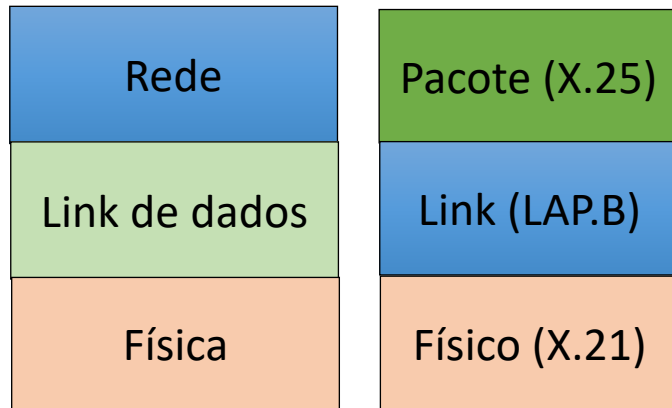 Rede
Pacote (X.25)
Link de dados
Link (LAP.B)
Física
Físico (X.21)